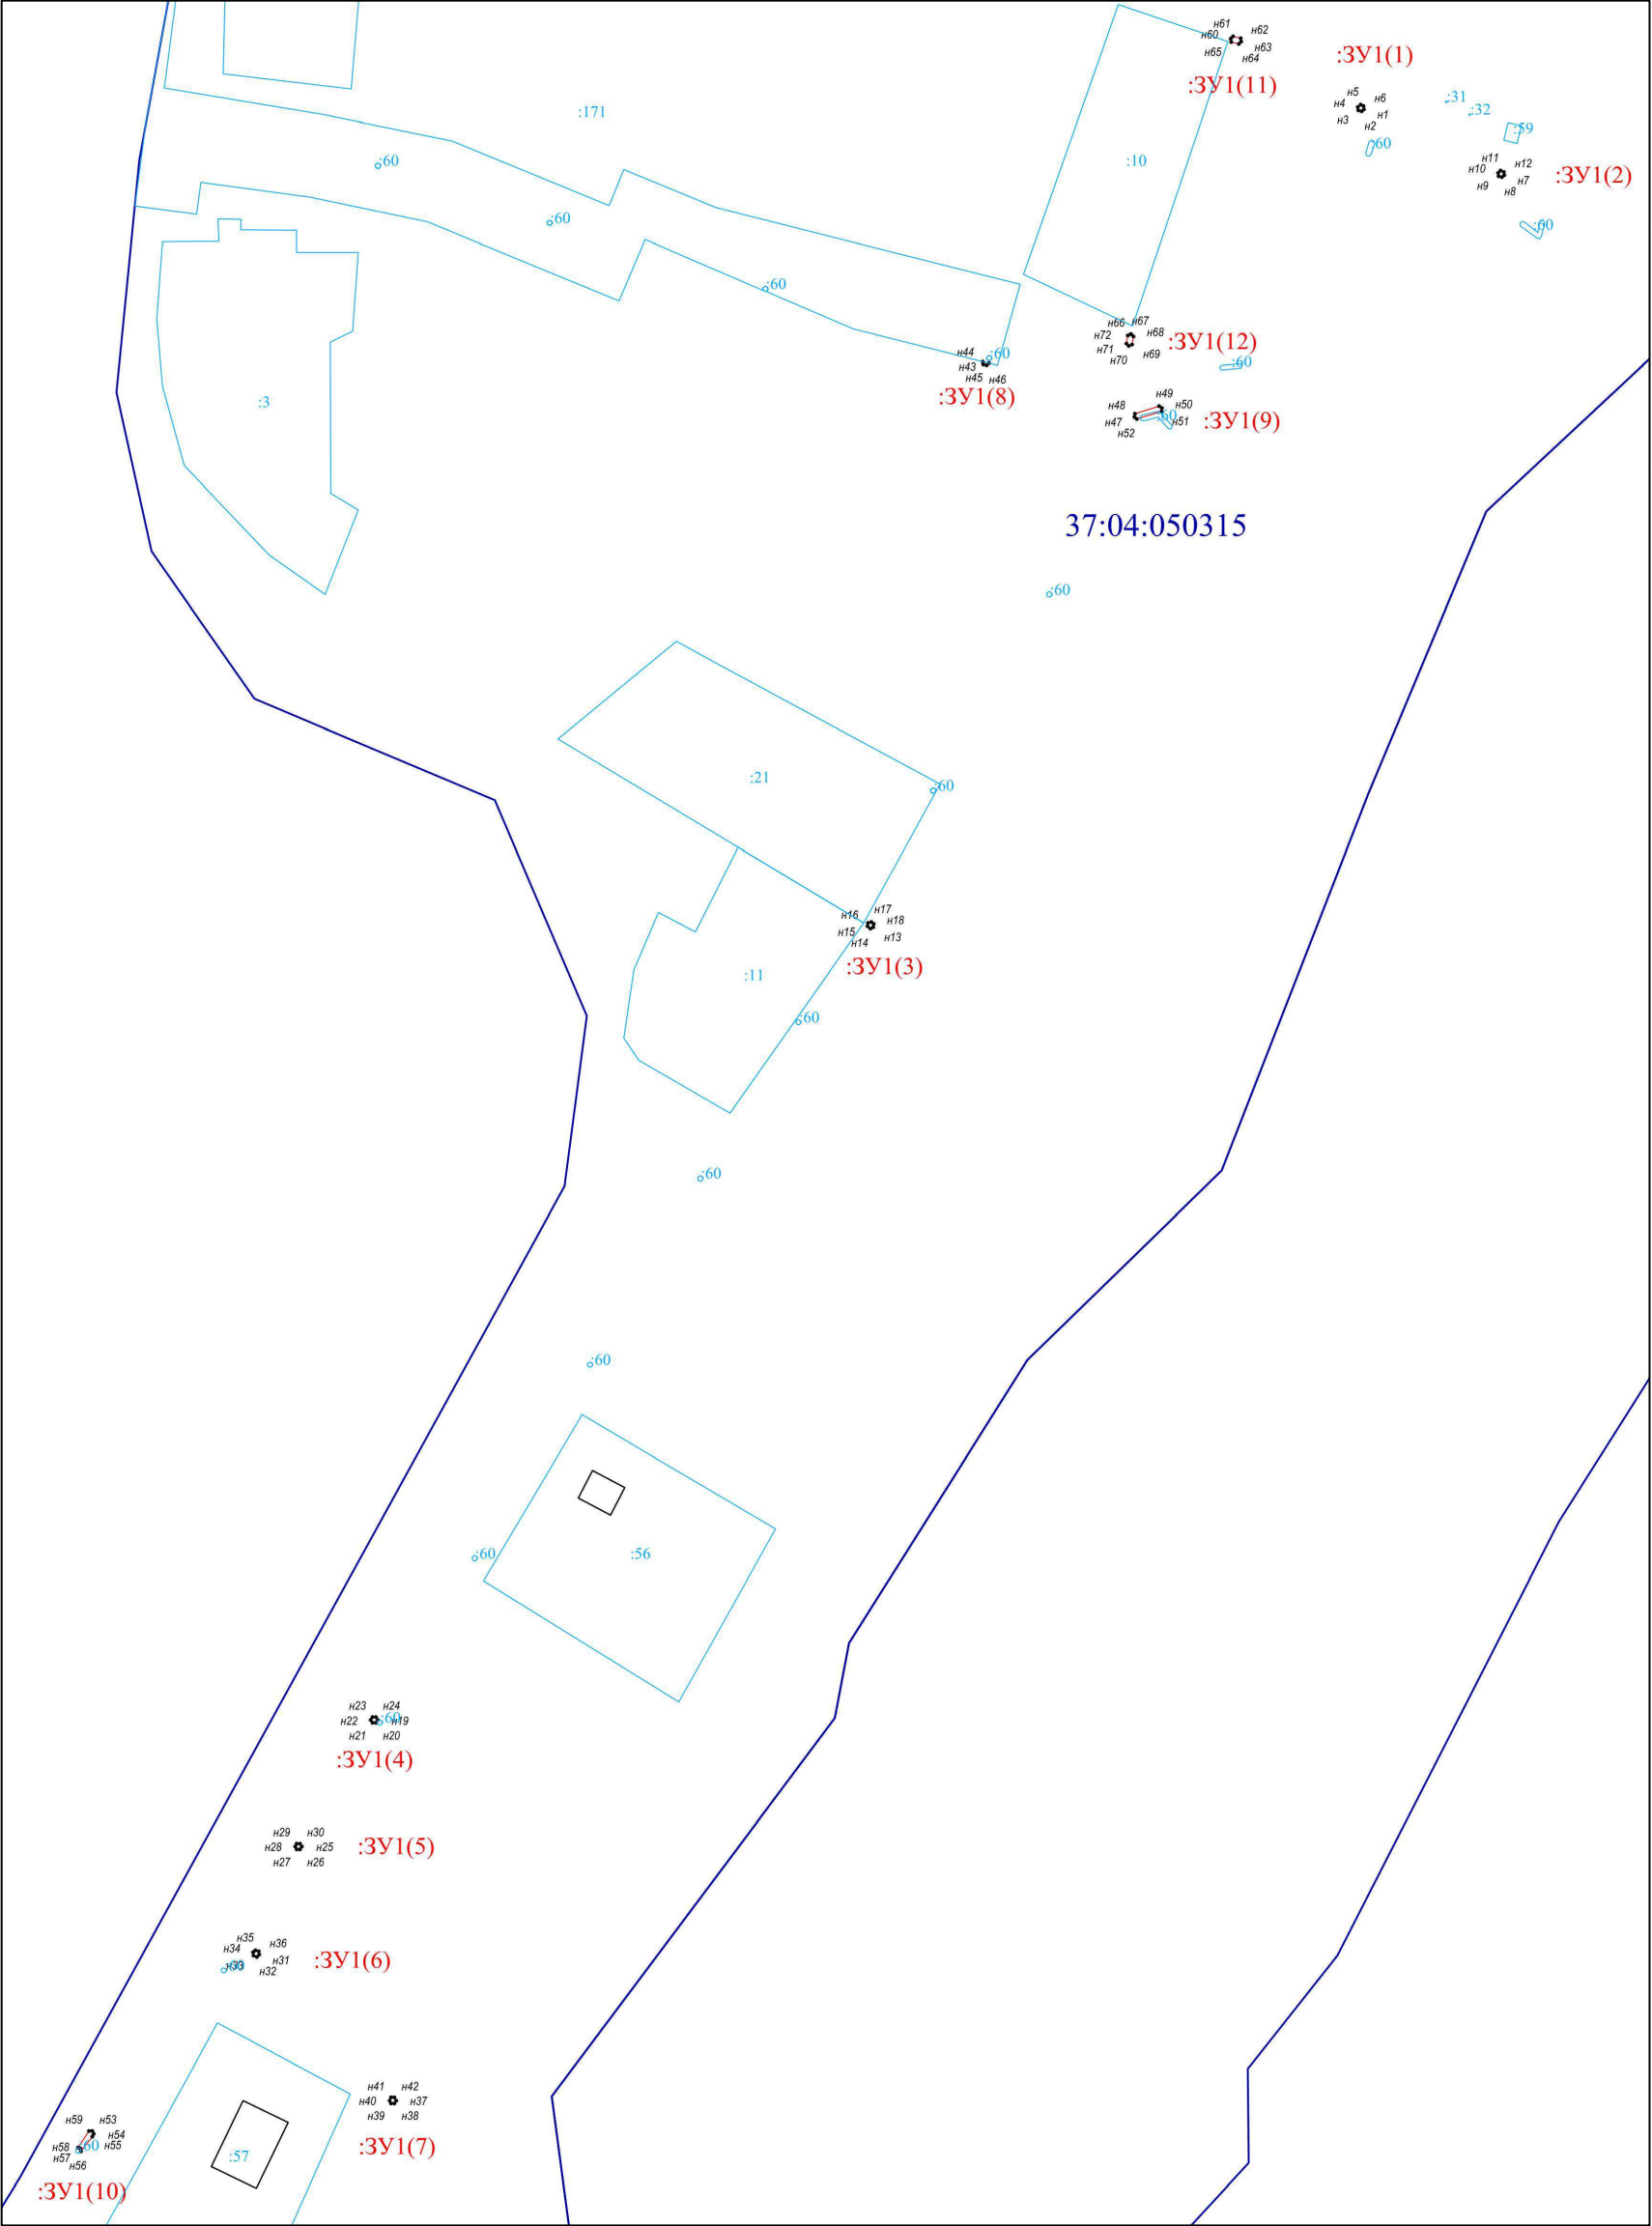 н61
н60
н62
н63
н65
н64
:ЗУ1(11)
:ЗУ1(1)
н5
н6
н4
н1
н3
н2
:60
:31
:32
:59
:171
:60
:10
н11
н12
н10
н7
н9
н8
:ЗУ1(2)
:60
:60
:60
н66
н67
н72
н68
н71
н69
н70
:ЗУ1(12)
н44
:60
н43
н45
н46
:ЗУ1(8)
:60
:3
н49
н48
н50
:60
н47
н51
н52
:ЗУ1(9)
37:04:050315
:60
:21
:60
н16
н17
н18
н15
н13
н14
:ЗУ1(3)
:11
:60
:60
:60
:60
:56
н23
н24
н22
:60
н19
н21
н20
:ЗУ1(4)
н29
н30
н28
н25
н27
н26
:ЗУ1(5)
н35
н36
н34
н31
н33
:60
н32
:ЗУ1(6)
н41
н42
н40
н37
н39
н38
:ЗУ1(7)
н59
н53
н54
н58
:60
н55
н57
н56
:57
:ЗУ1(10)